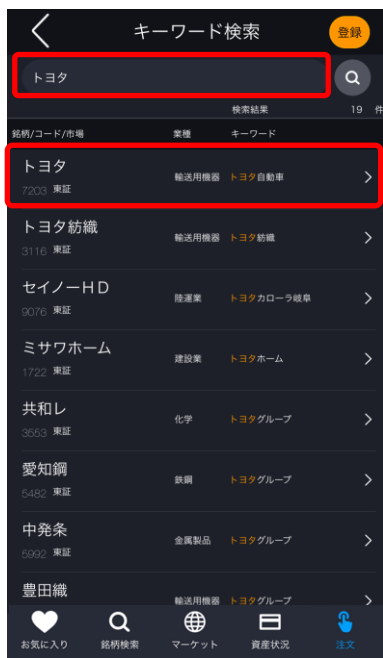 キーワード検索
登録
トヨタ
検索結果 19 件
銘柄/コード/市場 業種 キーワード
トヨタ
7203 東証
輸送用機器 トヨタ自動車
トヨタ紡織
3116 東証
輸送用機器 トヨタ紡織
セイノーHD
9076 東証
陸運業 トヨタカローラ岐阜
ミサワホーム
1722 東証
建設業 トヨタホーム
共和レ
3553 東証
化学 トヨタグループ
愛知鋼
5482 東証
鉄鋼 トヨタグループ
中発条
5992 東証
金属製品 トヨタグループ
豊田織
輸送用機器 トヨタグループ
お気に入り 銘柄検索 マーケット 資産状況 注文